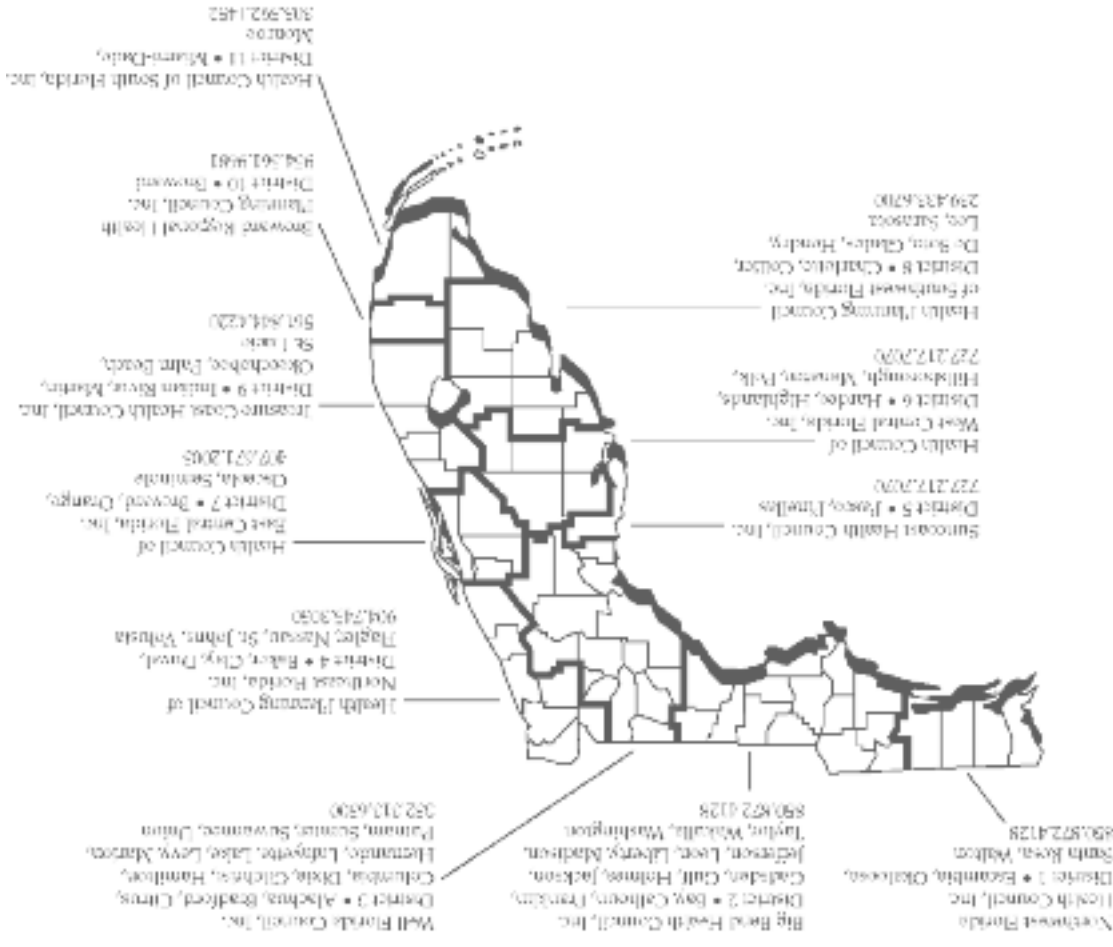 Northwest Florida
Health Council, Inc.
District 1 • Escambia, Okaloosa,
Santa Rosa, Walton
850.872.4128
Big Bend Health Council, Inc.
District 2 • Bay, Calhoun, Franklin,
Gadsden, Gulf, Holmes, Jackson,
Jefferson, Leon, Liberty, Madison,
Taylor, Wakulla, Washington
850.872.4128
Well Florida Council, Inc.
District 3 • Alachua, Bradford, Citrus,
Columbia, Dixie, Gilchrist, Hamilton,
Hernando, Lafayette, Lake, Levy, Marion,
Putnam, Sumter, Suwannee, Union
352.313.6500
Health Planning Council of
Northeast Florida, Inc.
District 4 • Baker, Clay, Duval,
Flagler, Nassau, St. Johns, Volusia
Suncoast Health Council, Inc.
District 5 • Pasco, Pinellas
727.217.7070
Health Council of
West Central Florida, Inc.
District 6 • Hardee, Highlands,
Hillsborough, Manatee, Polk
727.217.7070
Health Council of
East Central Florida, Inc.
District 7 • Brevard, Orange,
Osceola, Seminole
407.671.2005
Health Planning Council
of Southwest Florida, Inc.
District 8 • Charlotte, Collier,
De Soto, Glades, Hendry,
Lee, Sarasota
239.433.6700
Treasure Coast Health Council, Inc.
District 9 • Indian River, Martin,
Okeechobee, Palm Beach,
St. Lucie
561.844.4220
Broward Regional Health
Planning Council, Inc.
District 10 • Broward
954.561.9681
Health Council of South Florida, Inc.
District 11 • Miami-Dade,
Monroe
305.592.1452